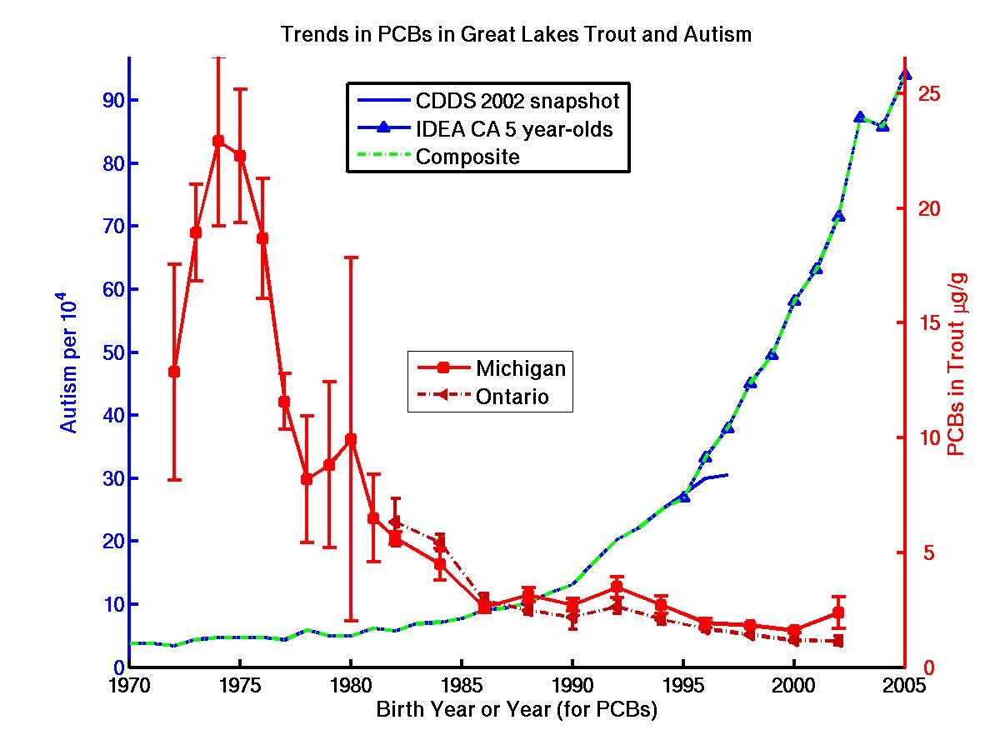 Trends in PCBs in Great Lakes Trout and Autism
CDDS 2002 snapshot
IDEA CA 5 year-olds
Composite
Michigan
Ontario
Autism per 10⁴
90
80
70
60
50
40
30
20
10
0
PCBs in Trout μg/g
25
20
15
10
5
0
1970 1975 1980 1985 1990 1995 2000 2005
Birth Year or Year (for PCBs)